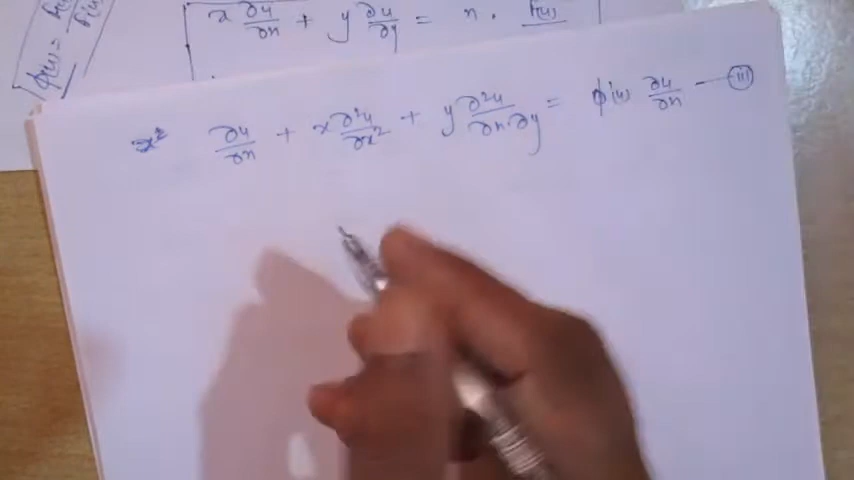 x ∂u/∂x + y ∂u/∂y = n . f(u)
φ(u) =
x² ∂u/∂x + x ∂²u/∂x² + y ∂²u/∂x.∂y = φ'(u) ∂u/∂x — (iii)